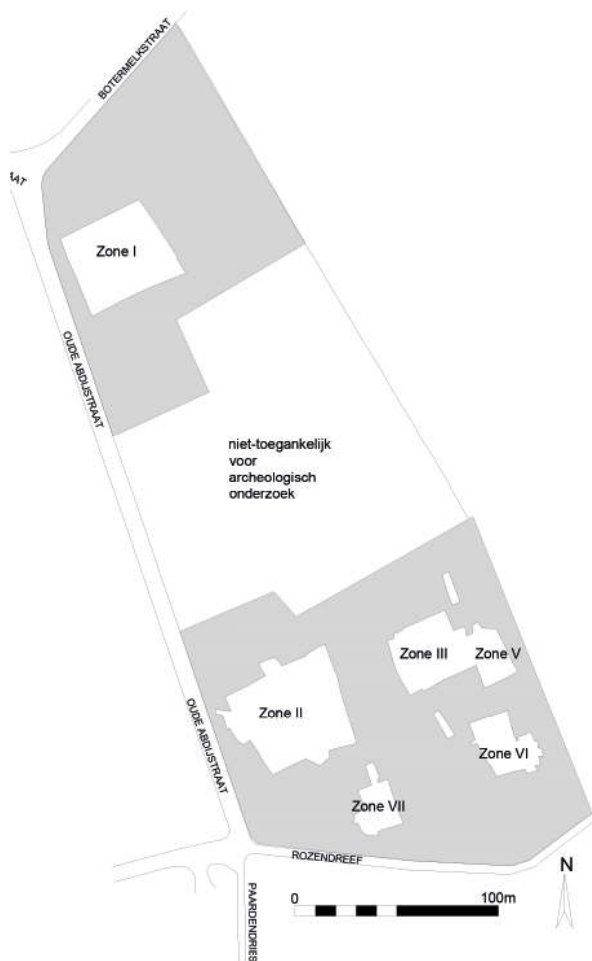 BOTERMELKSTRAAT
RAAT
Zone I
OUDE ABDIJSTRAAT
niet-toegankelijk
voor
archeologisch
onderzoek
Zone III
Zone V
OUDE ABDIJSTRAAT
Zone II
Zone VI
Zone VII
ROZENDREEF
PAARDENDRIES
0 100m
N